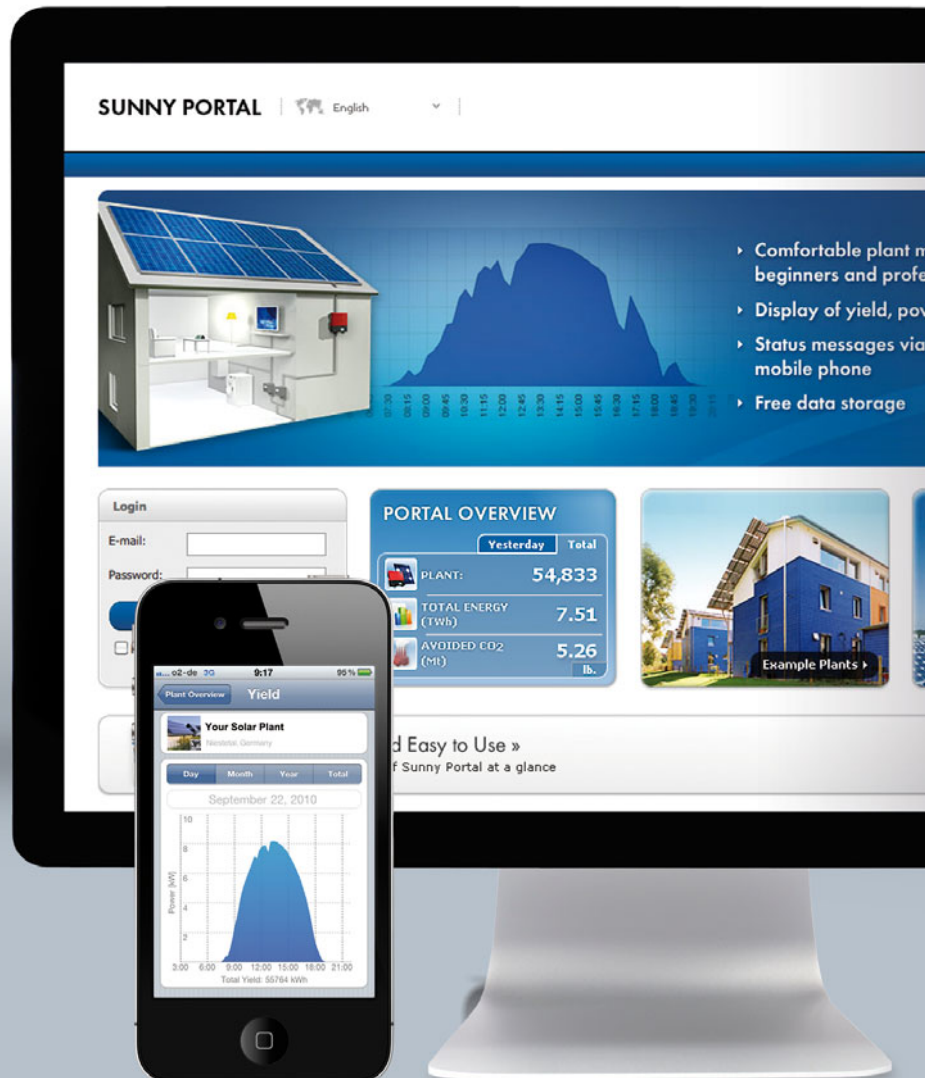 SUNNY PORTAL
English
Comfortable plant m
beginners and profe
Display of yield, pov
Status messages via
mobile phone
Free data storage
07:30 08:15 09:00 09:45 10:30 11:15 12:00 12:45 13:30 14:15 15:00 15:45 16:30 17:15 18:00 18:45 19:30 20:15
Login
E-mail:
Password:
PORTAL OVERVIEW
Yesterday Total
PLANT: 54,833
TOTAL ENERGY
(TWh) 7.51
AVOIDED CO2
(Mt) 5.26
lb.
Example Plants
d Easy to Use »
f Sunny Portal at a glance
o2-de 3G 9:17 95%
Plant Overview Yield
Your Solar Plant
Niestetal, Germany
Day Month Year Total
September 22, 2010
Power [kW]
10
8
6
4
2
3:00 6:00 9:00 12:00 15:00 18:00 21:00
Total Yield: 55764 kWh